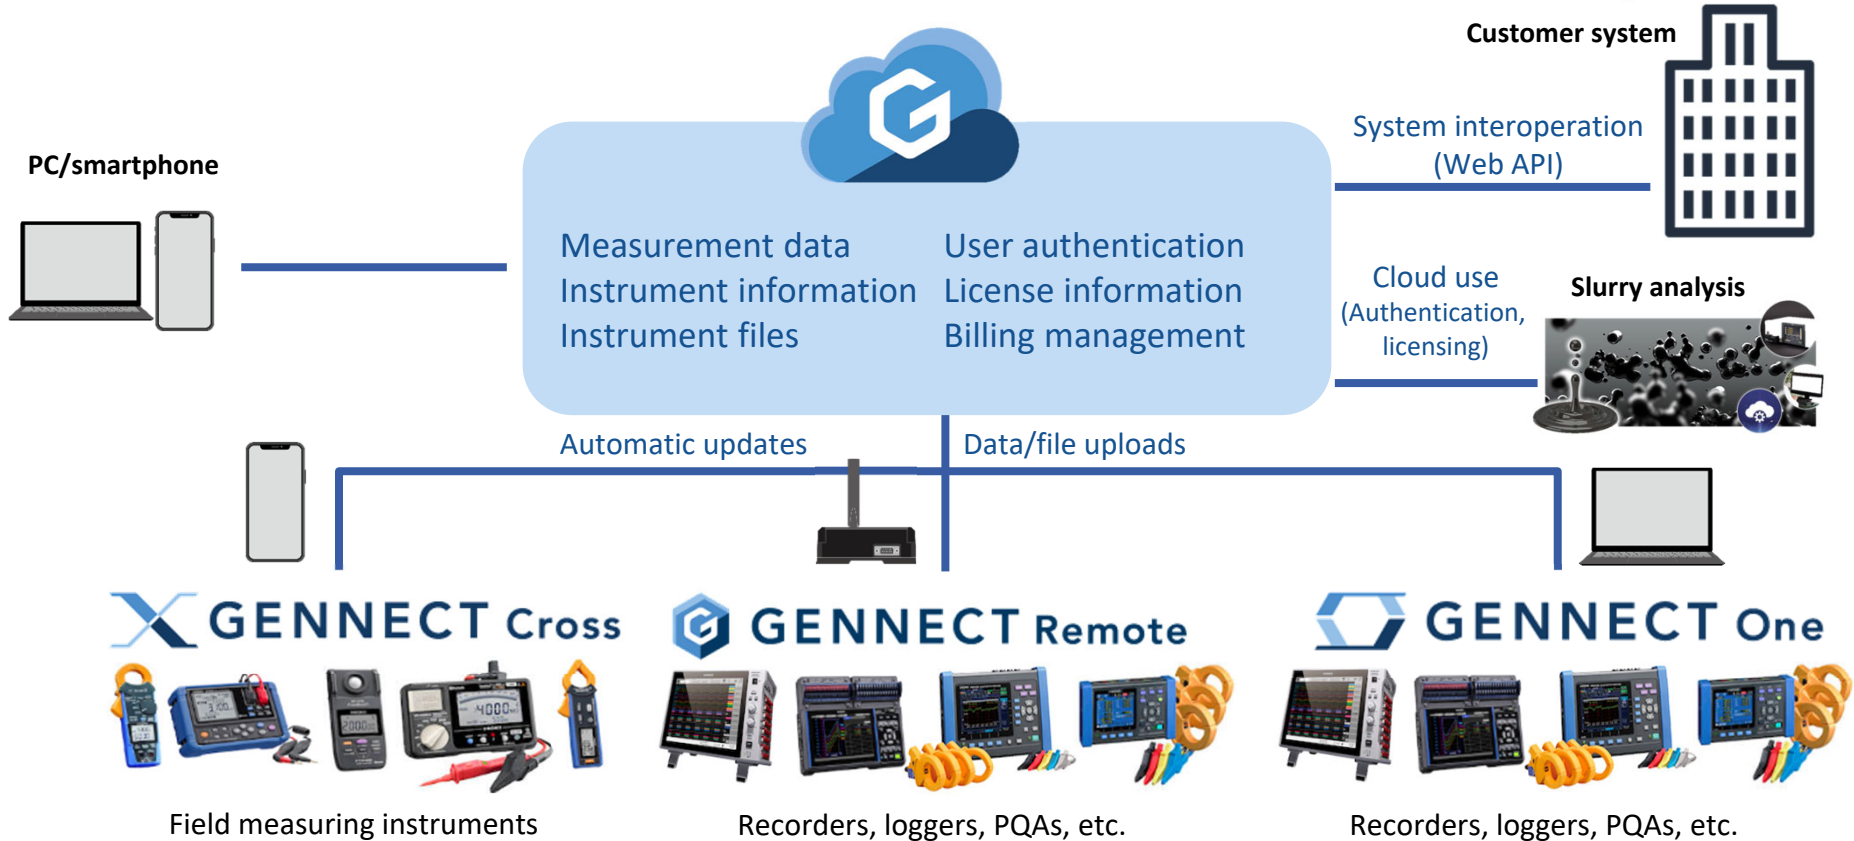 Customer system
System interoperation
(Web API)
PC/smartphone
Measurement data
Instrument information
Instrument files
User authentication
License information
Billing management
Cloud use
(Authentication,
licensing)
Slurry analysis
Automatic updates
Data/file uploads
GENNECT Cross
GENNECT Remote
GENNECT One
Field measuring instruments
Recorders, loggers, PQAs, etc.
Recorders, loggers, PQAs, etc.